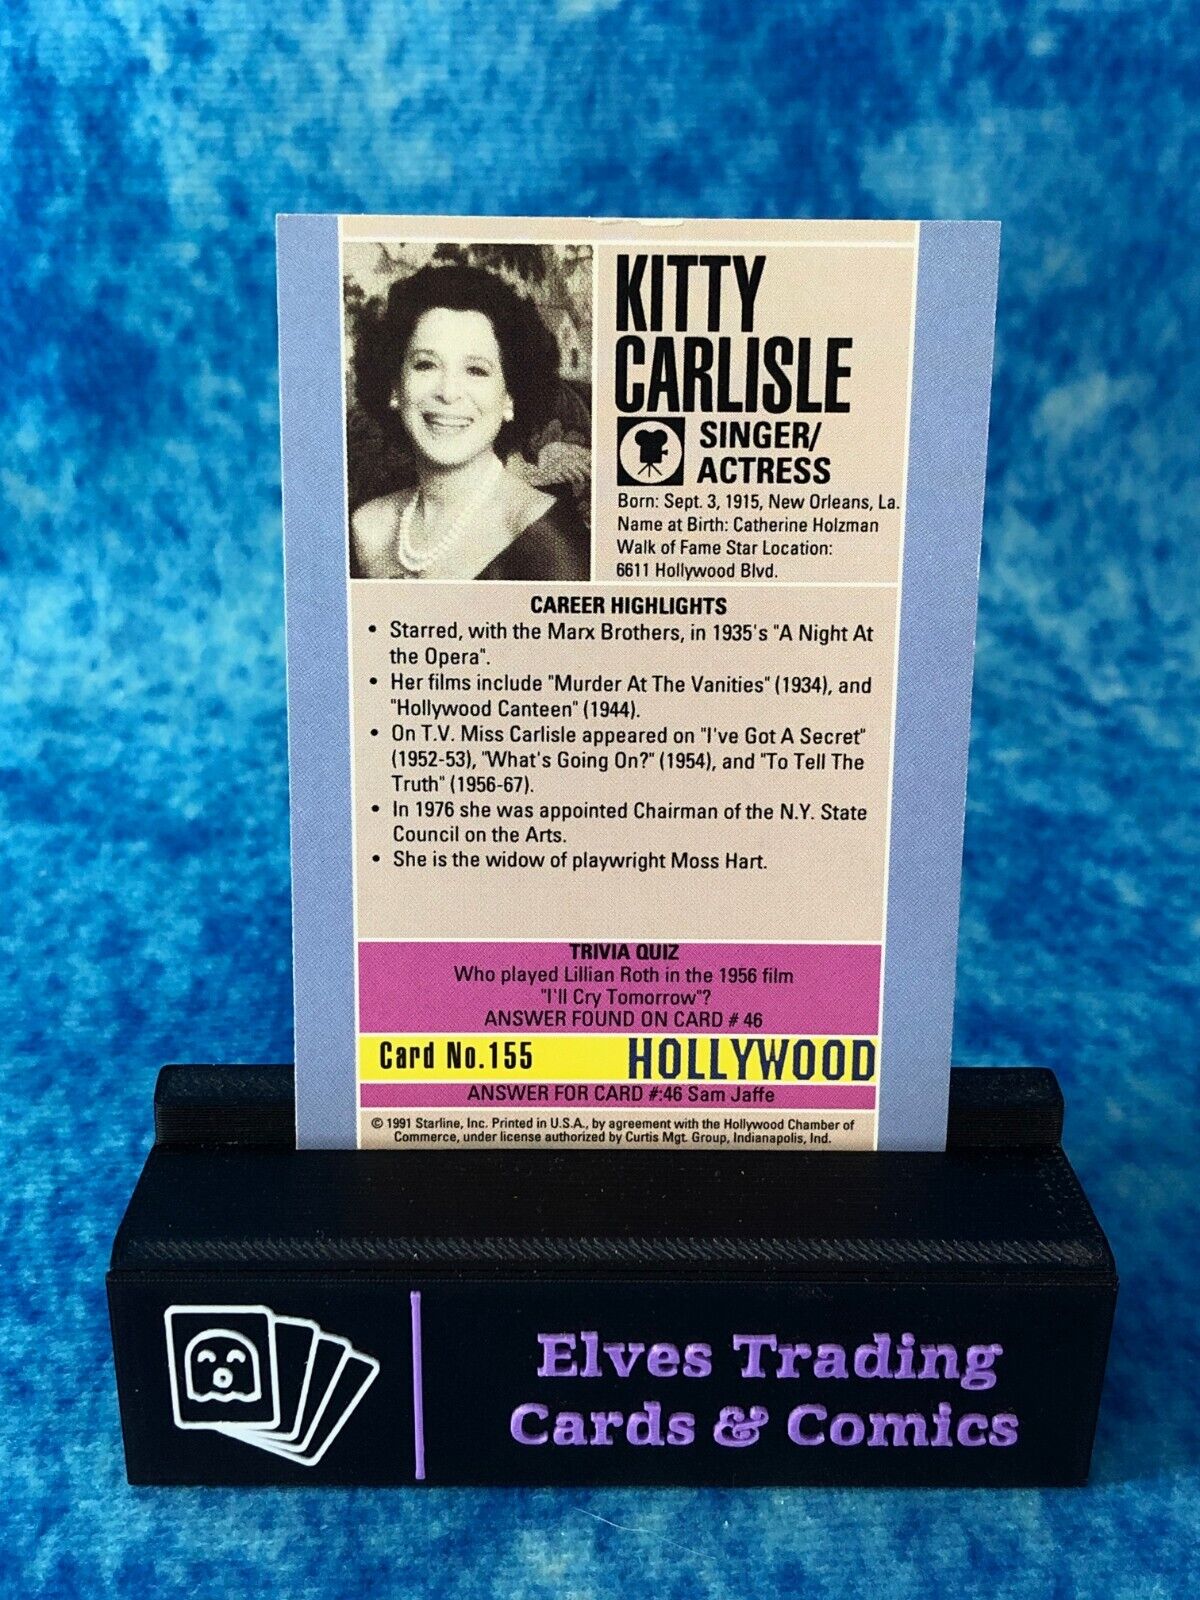 KITTY
CARLISLE
SINGER/
ACTRESS
Born: Sept. 3, 1915, New Orleans, La.
Name at Birth: Catherine Holzman
Walk of Fame Star Location:
6611 Hollywood Blvd.
CAREER HIGHLIGHTS
• Starred, with the Marx Brothers, in 1935's "A Night At
the Opera".
• Her films include "Murder At The Vanities" (1934), and
"Hollywood Canteen" (1944).
• On T.V. Miss Carlisle appeared on "I've Got A Secret"
(1952-53), "What's Going On?" (1954), and "To Tell The
Truth" (1956-67).
• In 1976 she was appointed Chairman of the N.Y. State
Council on the Arts.
• She is the widow of playwright Moss Hart.
TRIVIA QUIZ
Who played Lillian Roth in the 1956 film
"I'll Cry Tomorrow"?
ANSWER FOUND ON CARD # 46
Card No.155 HOLLYWOOD
ANSWER FOR CARD #:46 Sam Jaffe
© 1991 Starline, Inc. Printed in U.S.A., by agreement with the Hollywood Chamber of
Commerce, under license authorized by Curtis Mgt. Group, Indianapolis, Ind.
Elves Trading
Cards & Comics